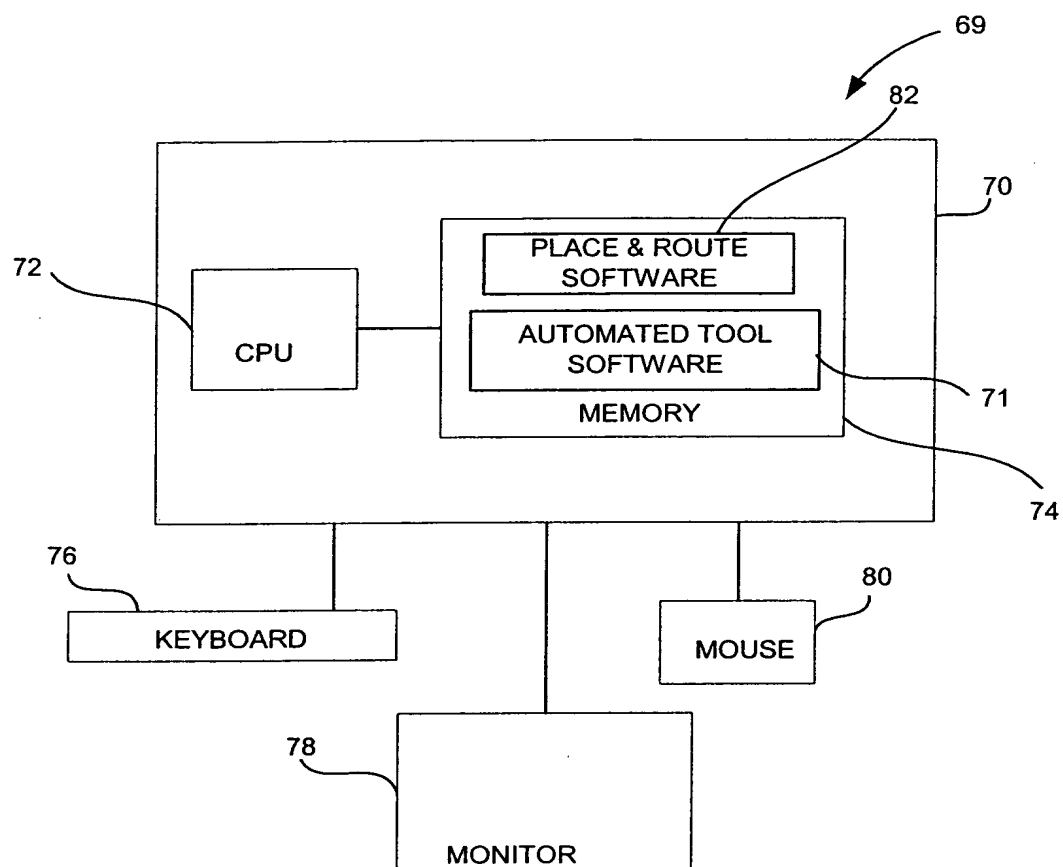 69
82
70
PLACE & ROUTE
SOFTWARE
72
CPU
AUTOMATED TOOL
SOFTWARE
71
MEMORY
74
76
KEYBOARD
80
MOUSE
78
MONITOR